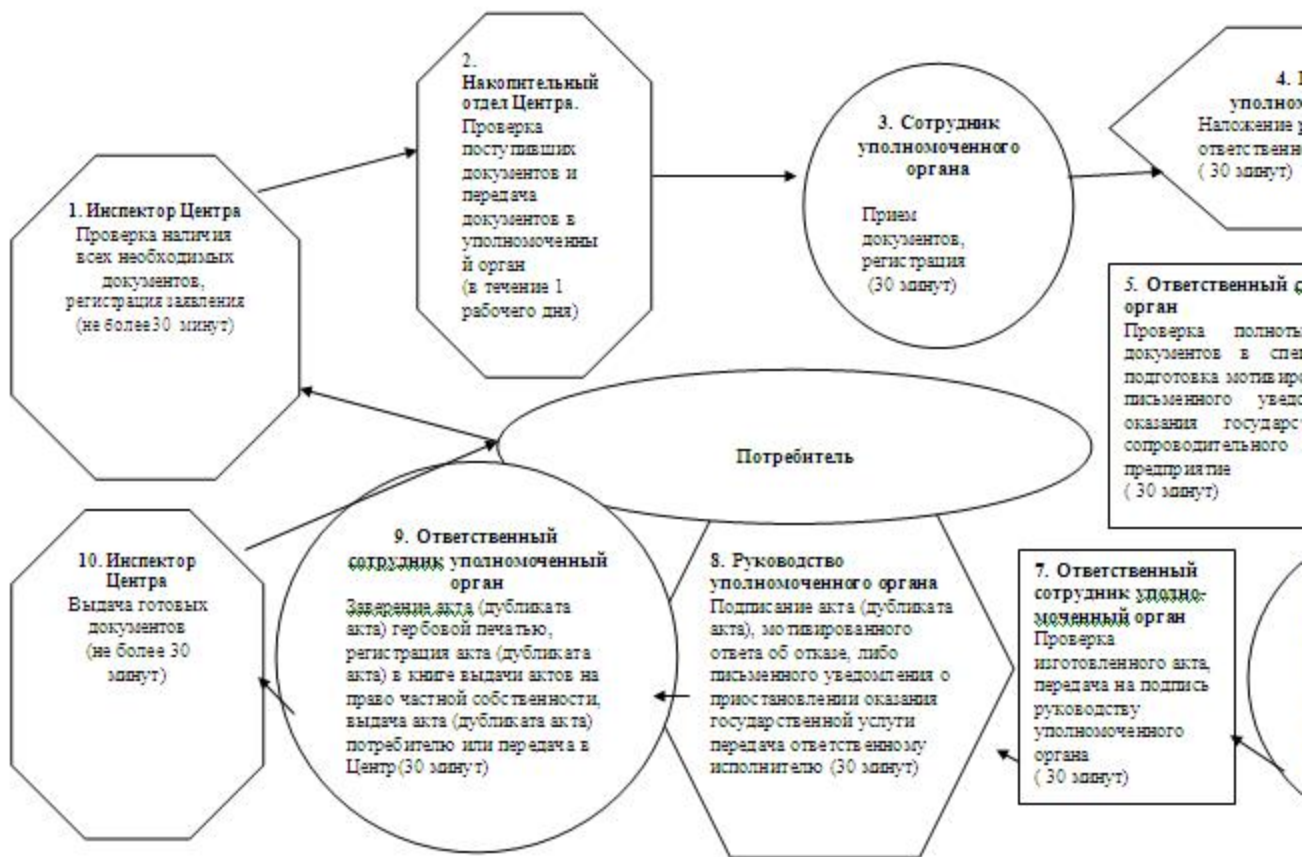 1. Инспектор Центра
Проверка наличия
всех необходимых
документов,
регистрация заявления
(не более30 минут)
2.
Накопительный
отдел Центра.
Проверка
поступивших
документов и
передача
документов в
уполномоченны
й орган
(в течение 1
рабочего дня)
3. Сотрудник
уполномоченного
органа
Прием
документов,
регистрация
(30 минут)
4.
Наложение
( 30 минут)
5. Ответственный
орган
Проверка
документов в
подготовка
письменного
оказания
сопроводительного
предприятие
( 30 минут)
Потребитель
7. Ответственный
сотрудник уполно-
моченный орган
Проверка
изготовленного акта,
передача на подпись
руководству
уполномоченного
органа
( 30 минут)
8. Руководство
уполномоченного органа
Подписание акта (дубликата
акта), мотивированного
ответа об отказе, либо
письменного уведомления о
приостановлении оказания
государственной услуги
передача ответственному
исполнителю (30 минут)
9. Ответственный
сотрудник уполномоченный
орган
Заверение акта (дубликата
акта) гербовой печатью,
регистрация акта (дубликата
акта) в книге выдачи актов на
право частной собственности,
выдача акта (дубликата акта)
потребителю или передача в
Центр(30 минут)
10. Инспектор
Центра
Выдача готовых
документов
(не более 30
минут)